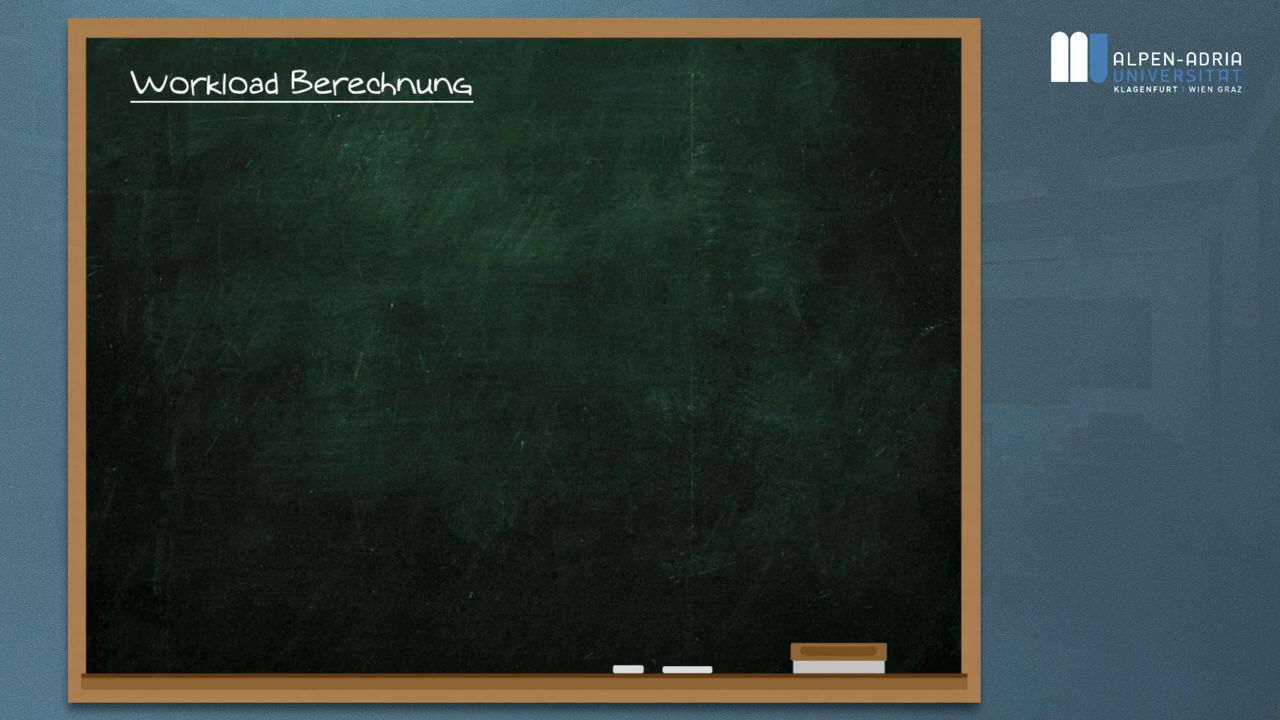 Workload Berechnung
ALPEN-ADRIA
UNIVERSITÄT
KLAGENFURT | WIEN GRAZ